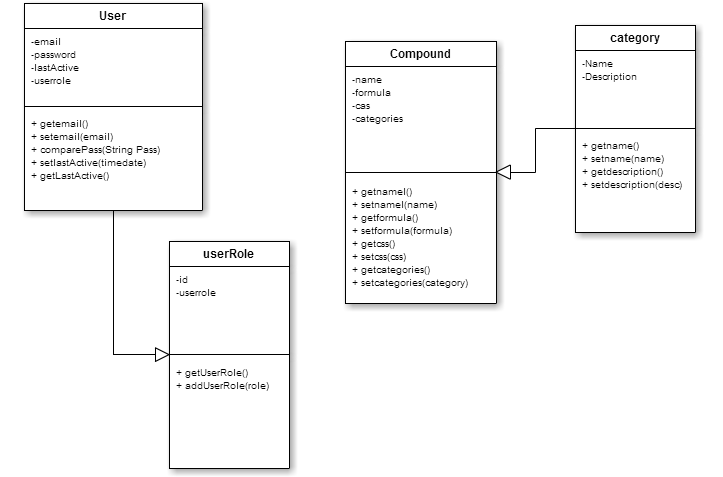 User
-email
-password
-lastActive
-userrole
+ getemail()
+ setemail(email)
+ comparePass(String Pass)
+ setlastActive(timedate)
+ getLastActive()
userRole
-id
-userrole
+ getUserRole()
+ addUserRole(role)
Compound
-name
-formula
-cas
-categories
+ getnameI()
+ setnameI(name)
+ getformula()
+ setformula(formula)
+ getcss()
+ setcss(css)
+ getcategories()
+ setcategories(category)
category
-Name
-Description
+ getname()
+ setname(name)
+ getdescription()
+ setdescription(desc)